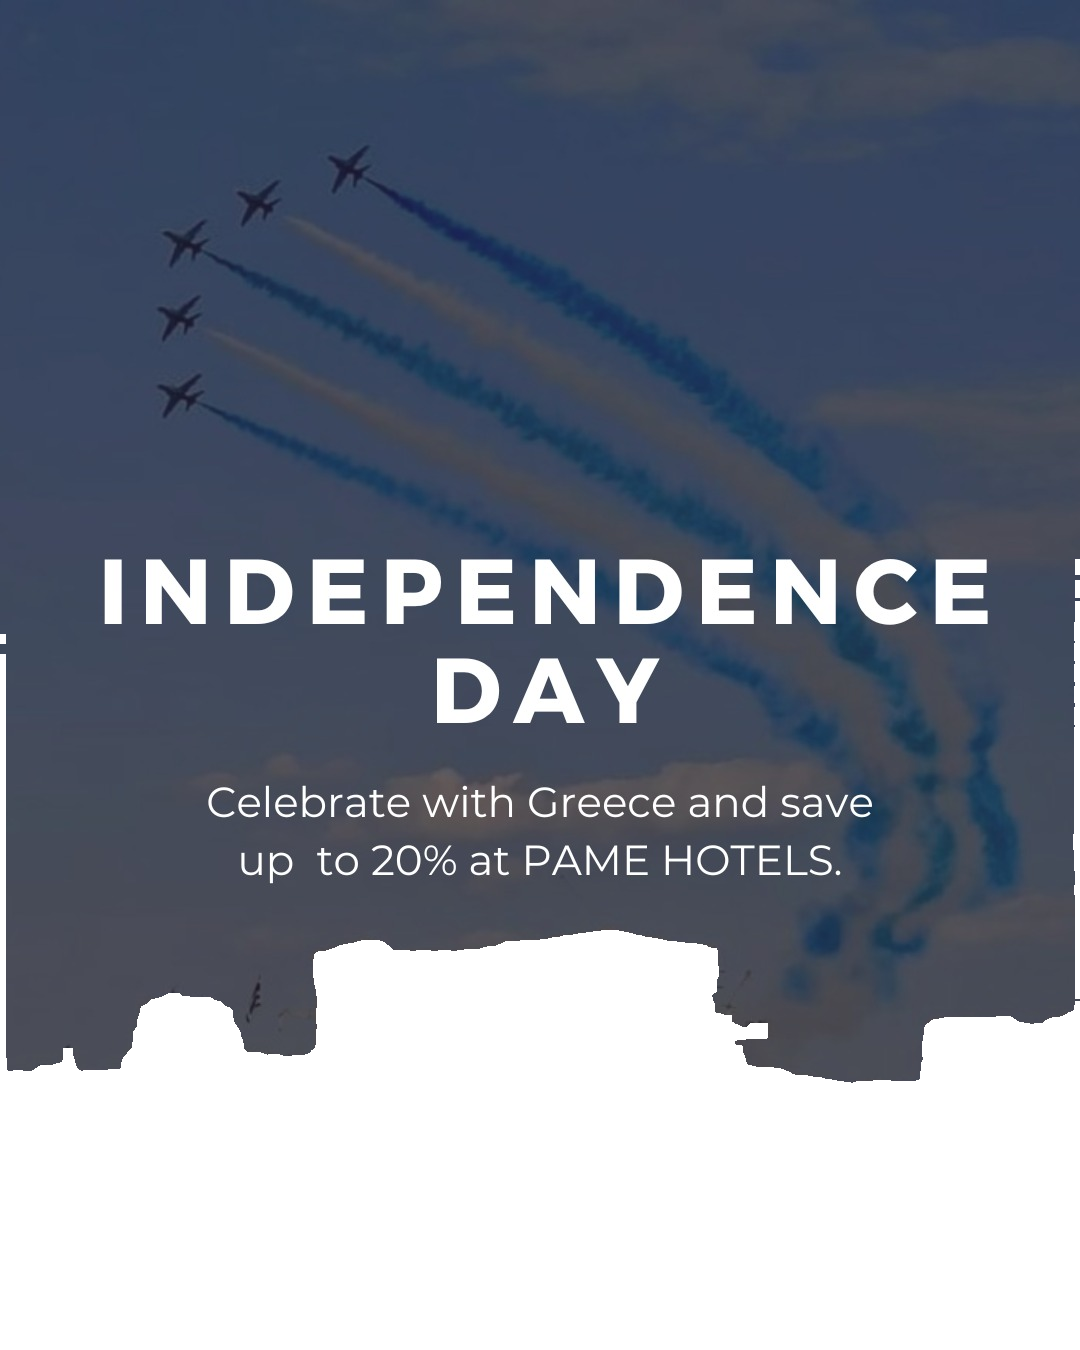 INDEPENDENCE
DAY
Celebrate with Greece and save
up  to 20% at PAME HOTELS.